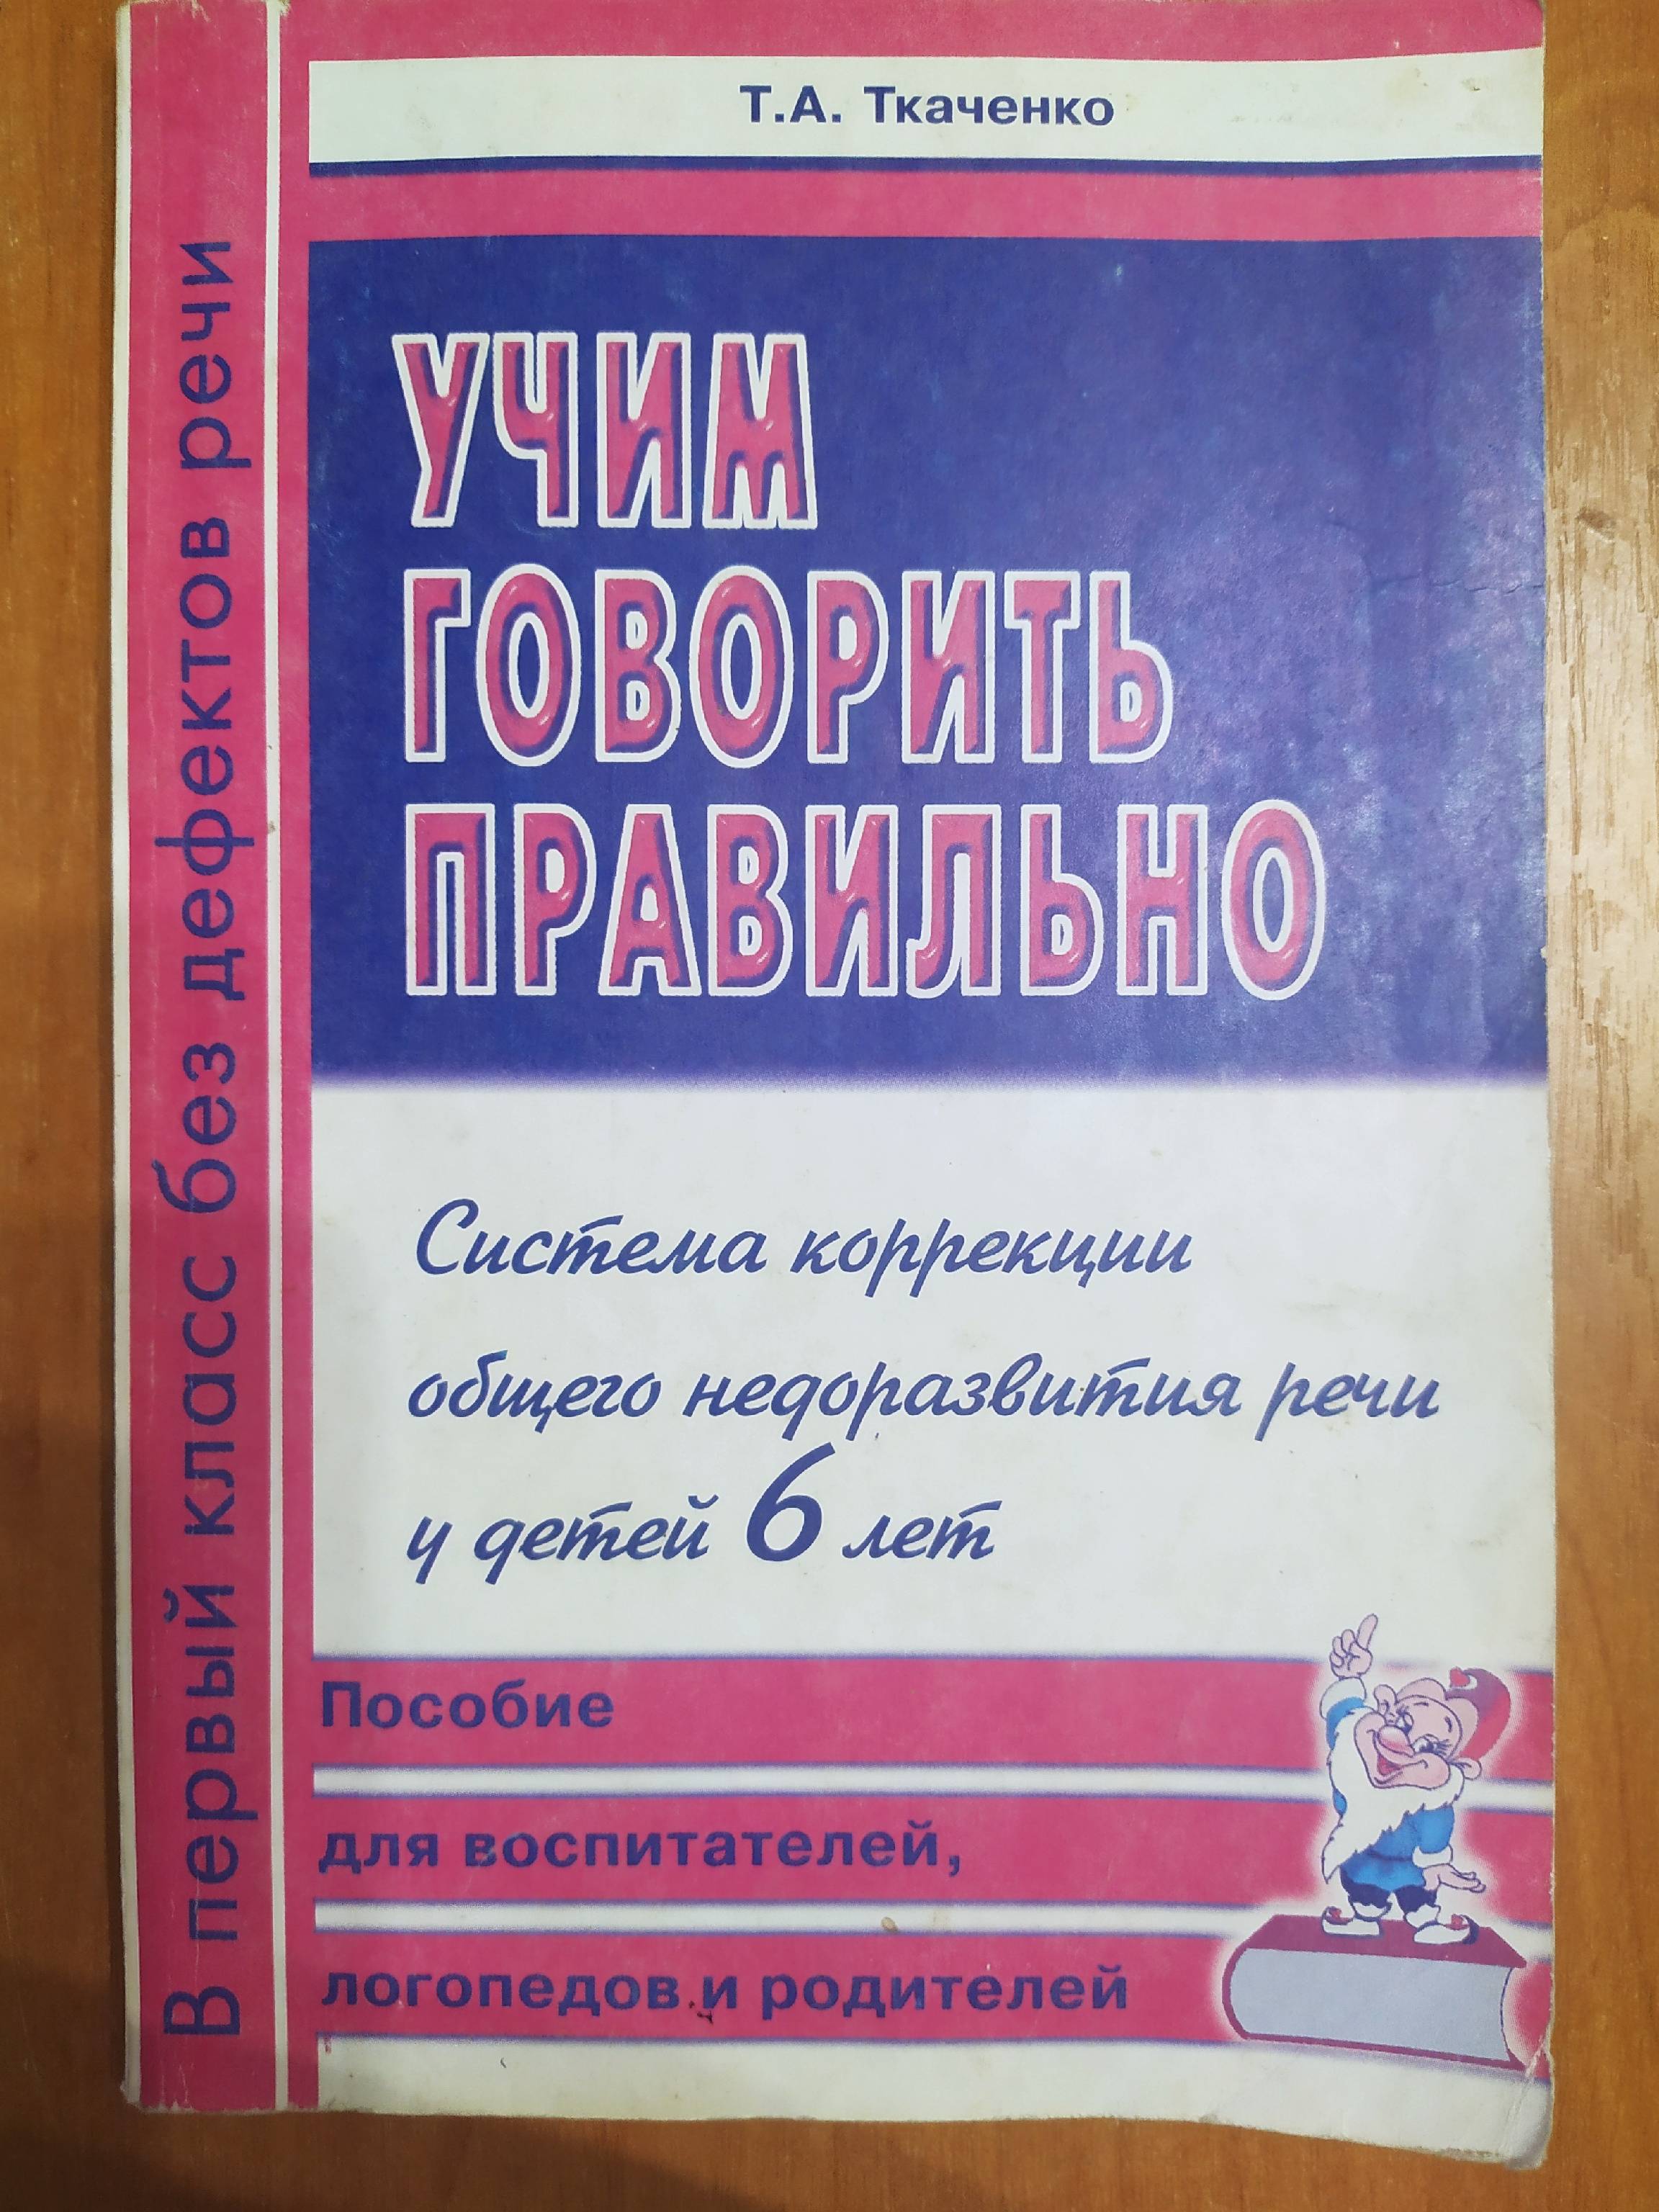 Т.А. Ткаченко
УЧИМ
ГОВОРИТЬ
ПРАВИЛЬНО
Система коррекции
общего недоразвития речи
у детей 6 лет
Пособие
для воспитателей,
логопедов и родителей
В первый класс без дефектов речи